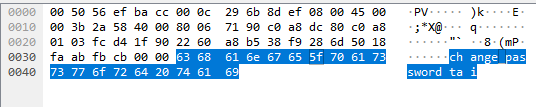 0000 00 50 56 ef ba cc 00 0c 29 6b 8d ef 08 00 45 00 ·PV····· )k····E·
0010 00 3b 2a 58 40 00 80 06 71 90 c0 a8 dc 80 c0 a8 ·;*X@··· q·······
0020 01 03 fc d4 1f 90 22 60 a8 b5 38 f9 28 6d 50 18 ······"` ··8·(mP·
0030 fa ab fb cb 00 00 63 68 61 6e 67 65 5f 70 61 73 ······ch ange_pas
0040 73 77 6f 72 64 20 74 61 69 sword ta i